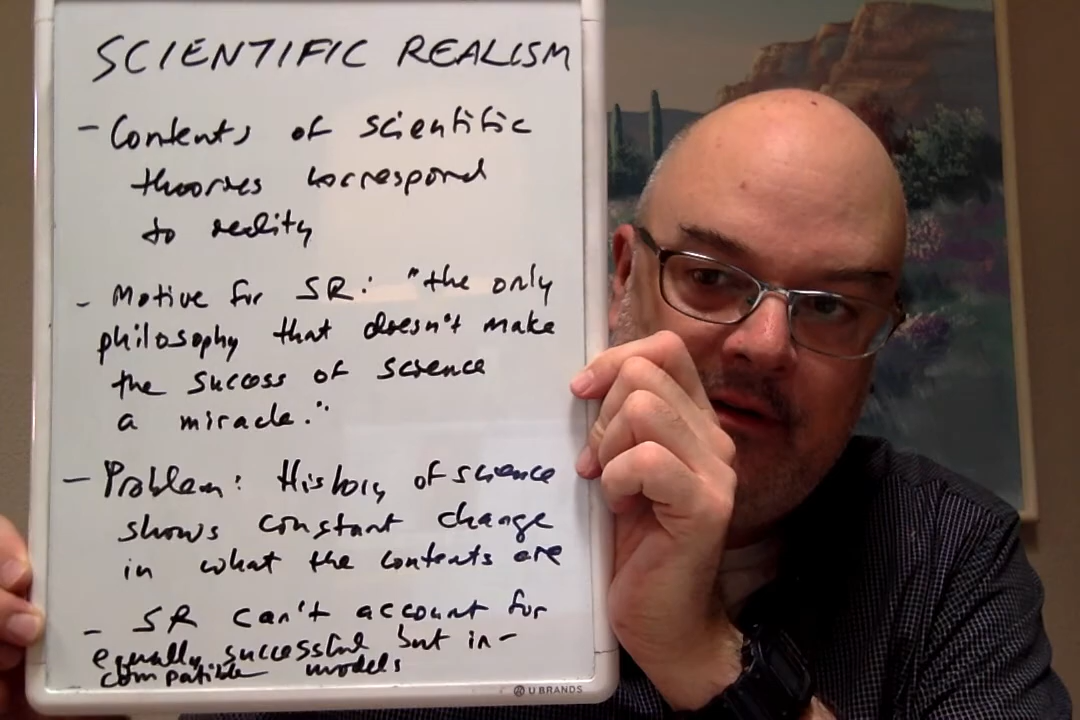 SCIENTIFIC REALISM
- Contents of scientific
theories correspond
to reality
- Motive for SR: "the only
philosophy that doesn't make
the success of science
a miracle."
- Problem: History of science
shows constant change
in what the contents are
- SR can't account for
equally successful but in-
compatible models
U BRANDS